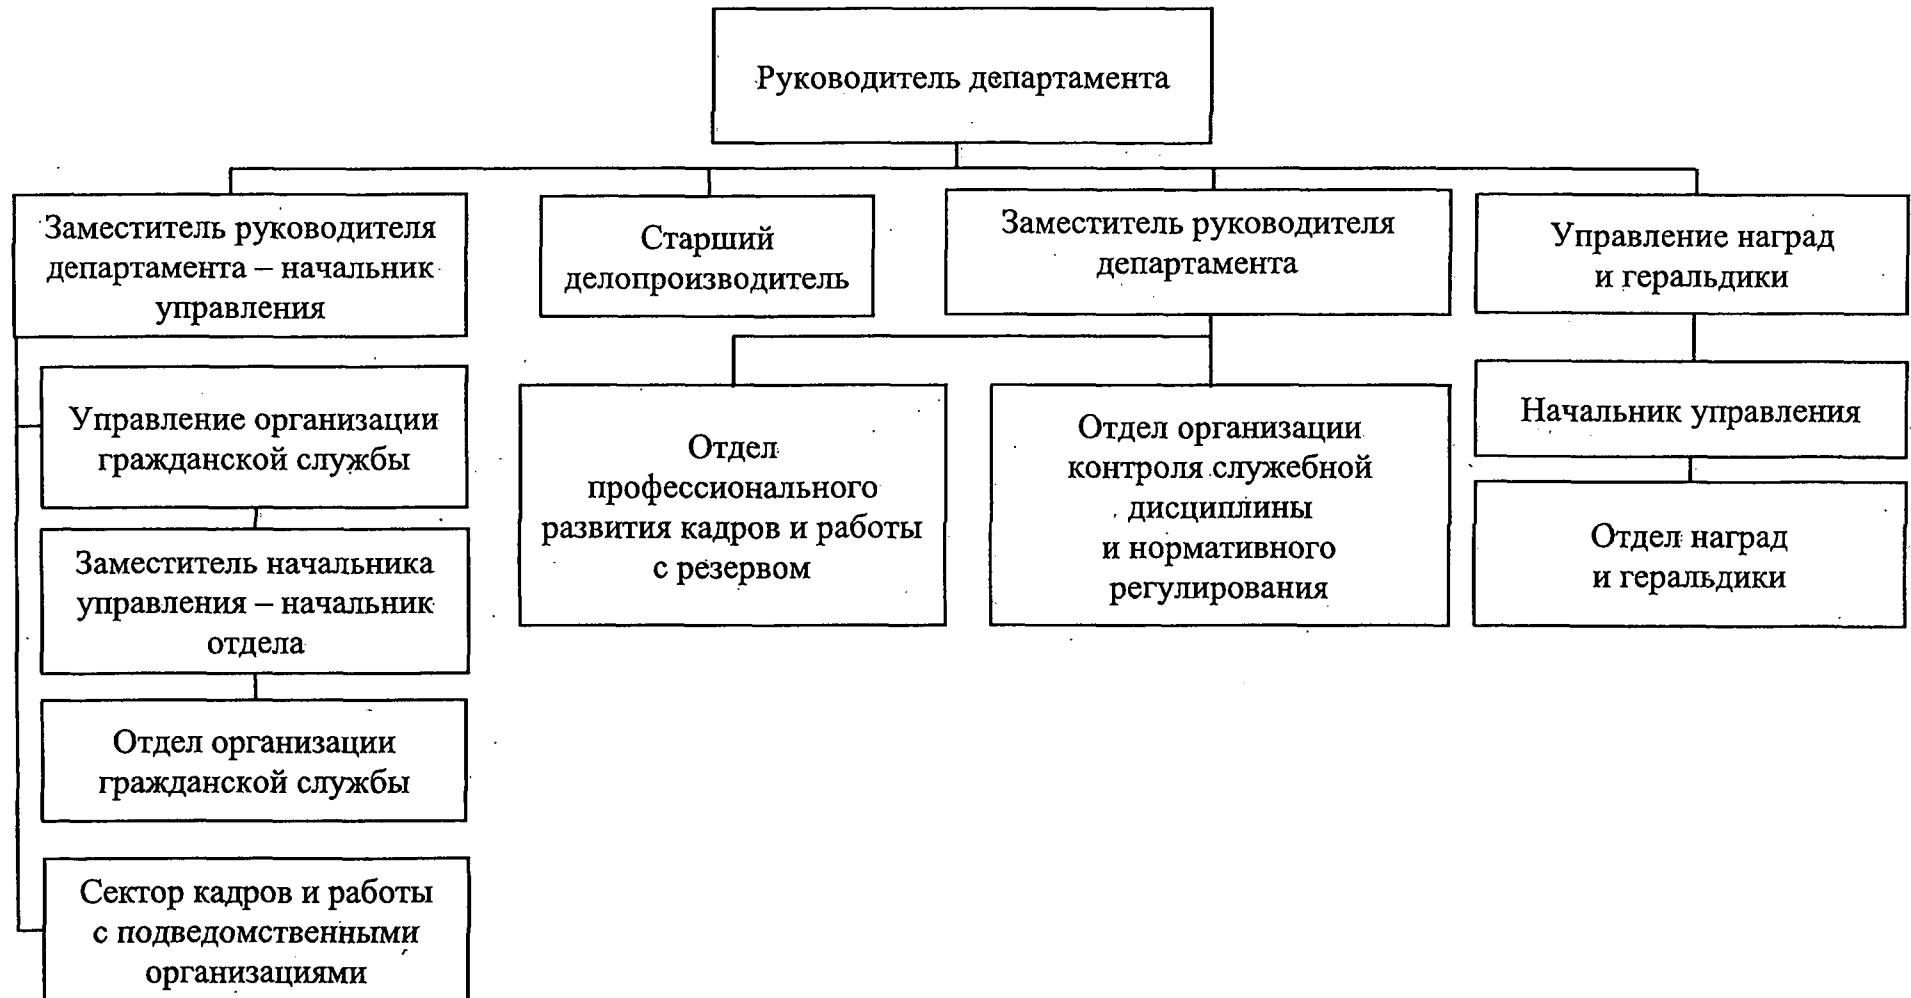 Руководитель департамента
Заместитель руководителя
департамента – начальник
управления
Старший
делопроизводитель
Заместитель руководителя
департамента
Управление наград
и геральдики
Управление организации
гражданской службы
Заместитель начальника
управления – начальник
отдела
Отдел организации
гражданской службы
Сектор кадров и работы
с подведомственными
организациями
Отдел
профессионального
развития кадров и работы
с резервом
Отдел организации
контроля служебной
дисциплины
и нормативного
регулирования
Начальник управления
Отдел наград
и геральдики